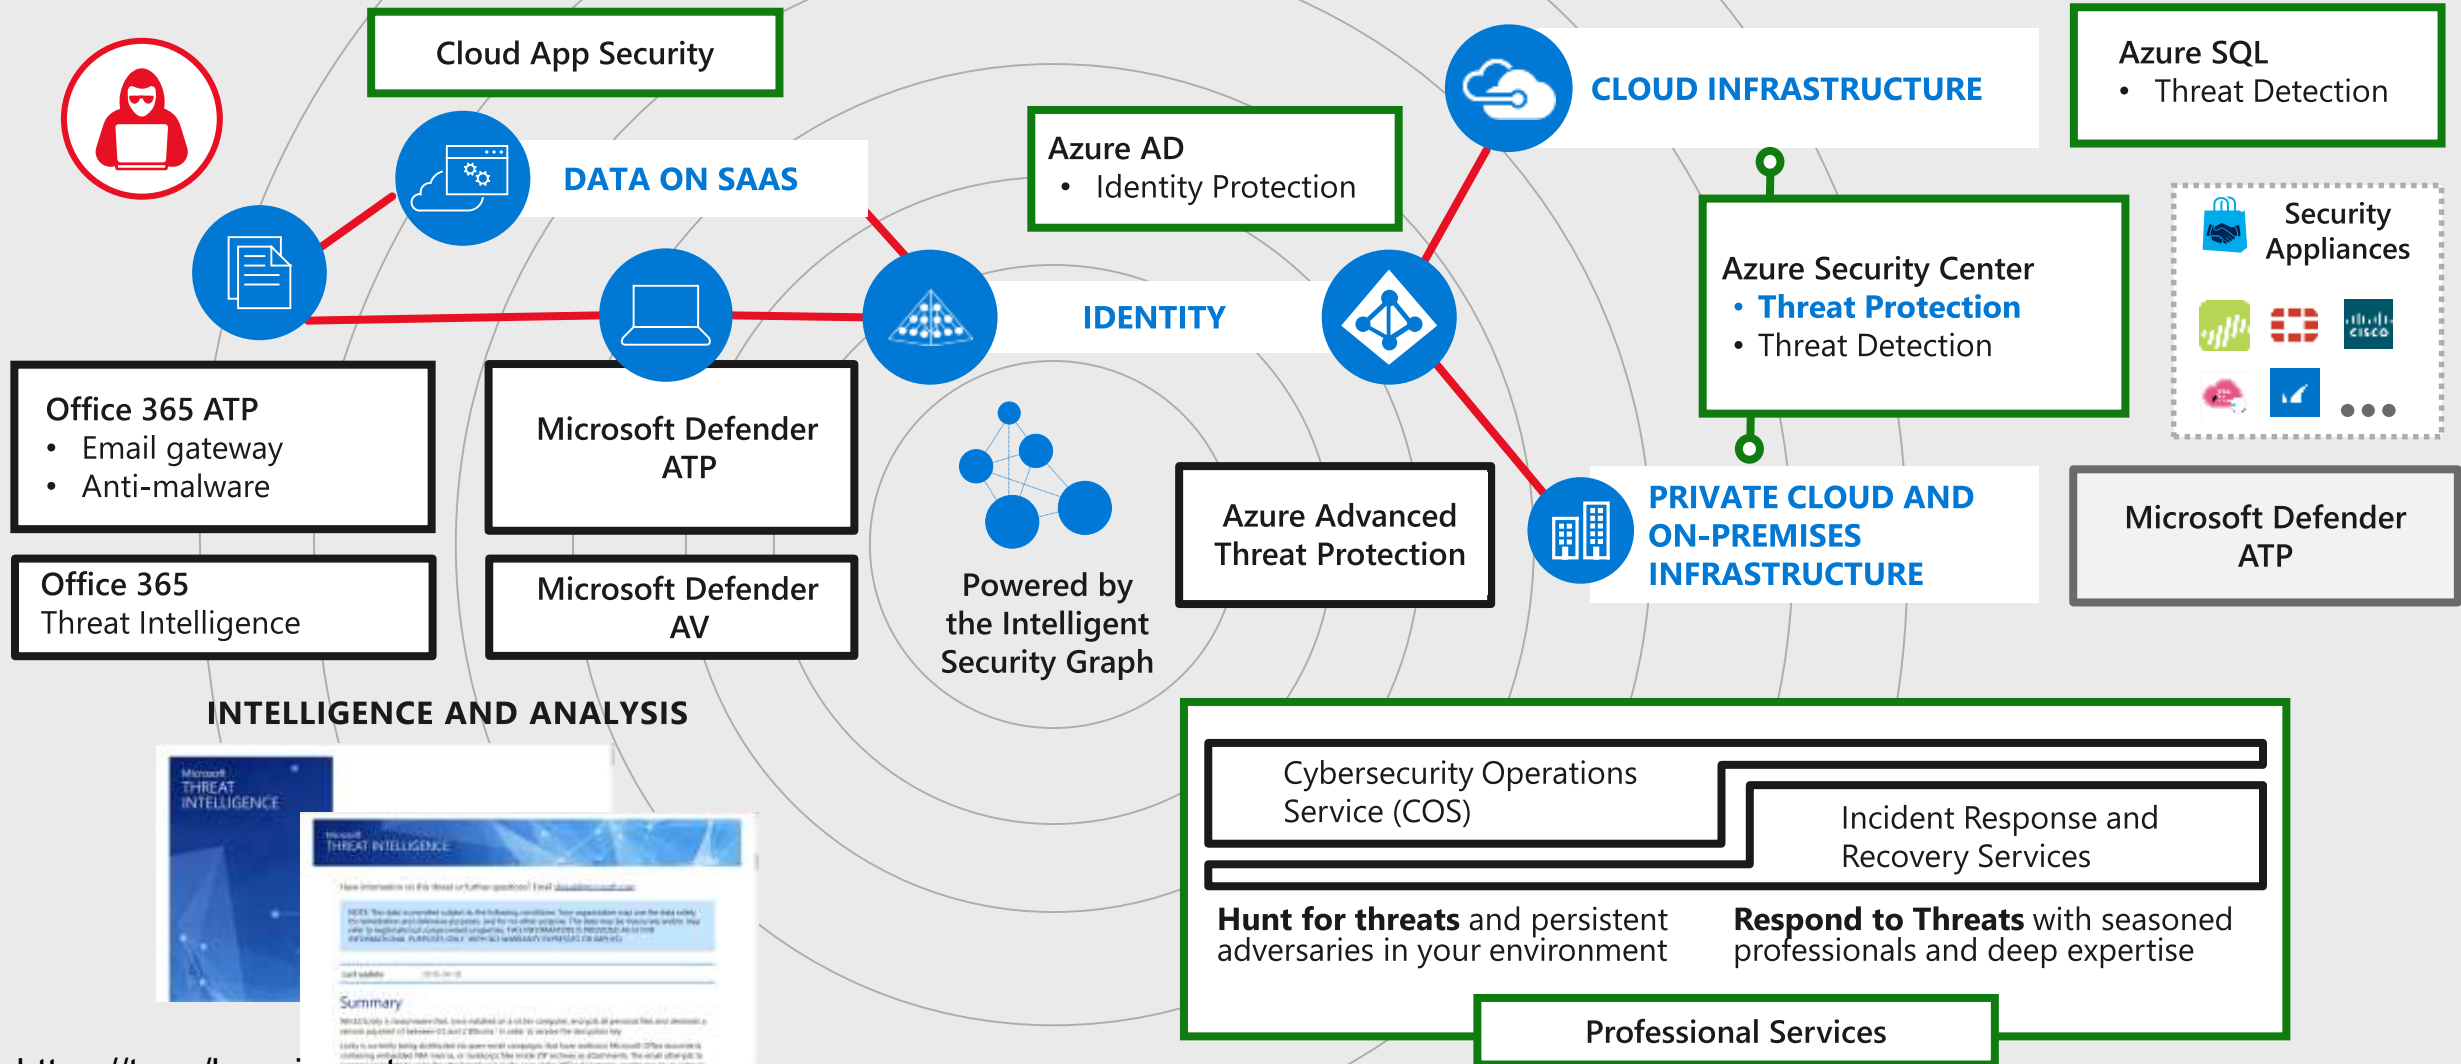 Cloud App Security
DATA ON SAAS
Azure AD
• Identity Protection
CLOUD INFRASTRUCTURE
Azure SQL
• Threat Detection
IDENTITY
Azure Security Center
• Threat Protection
• Threat Detection
Security
Appliances
CISCO
Office 365 ATP
• Email gateway
• Anti-malware
Office 365
Threat Intelligence
Microsoft Defender
ATP
Microsoft Defender
AV
Powered by
the Intelligent
Security Graph
Azure Advanced
Threat Protection
PRIVATE CLOUD AND
ON-PREMISES
INFRASTRUCTURE
Microsoft Defender
ATP
INTELLIGENCE AND ANALYSIS
Microsoft
THREAT
INTELLIGENCE
Microsoft
THREAT INTELLIGENCE
Summary
Cybersecurity Operations
Service (COS)
Incident Response and
Recovery Services
Hunt for threats and persistent
adversaries in your environment
Respond to Threats with seasoned
professionals and deep expertise
Professional Services